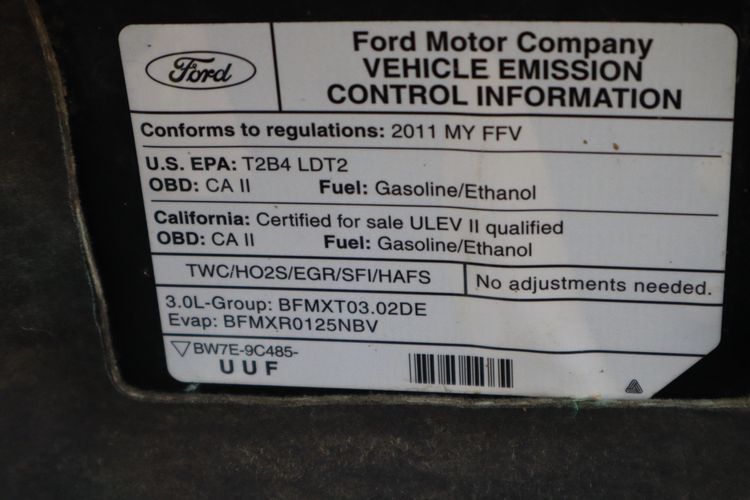 Ford
Ford Motor Company
VEHICLE EMISSION
CONTROL INFORMATION
Conforms to regulations: 2011 MY FFV
U.S. EPA: T2B4 LDT2
OBD: CA II Fuel: Gasoline/Ethanol
California: Certified for sale ULEV II qualified
OBD: CA II Fuel: Gasoline/Ethanol
TWC/HO2S/EGR/SFI/HAFS
No adjustments needed.
3.0L-Group: BFMXT03.02DE
Evap: BFMXR0125NBV
BW7E-9C485-
UUF